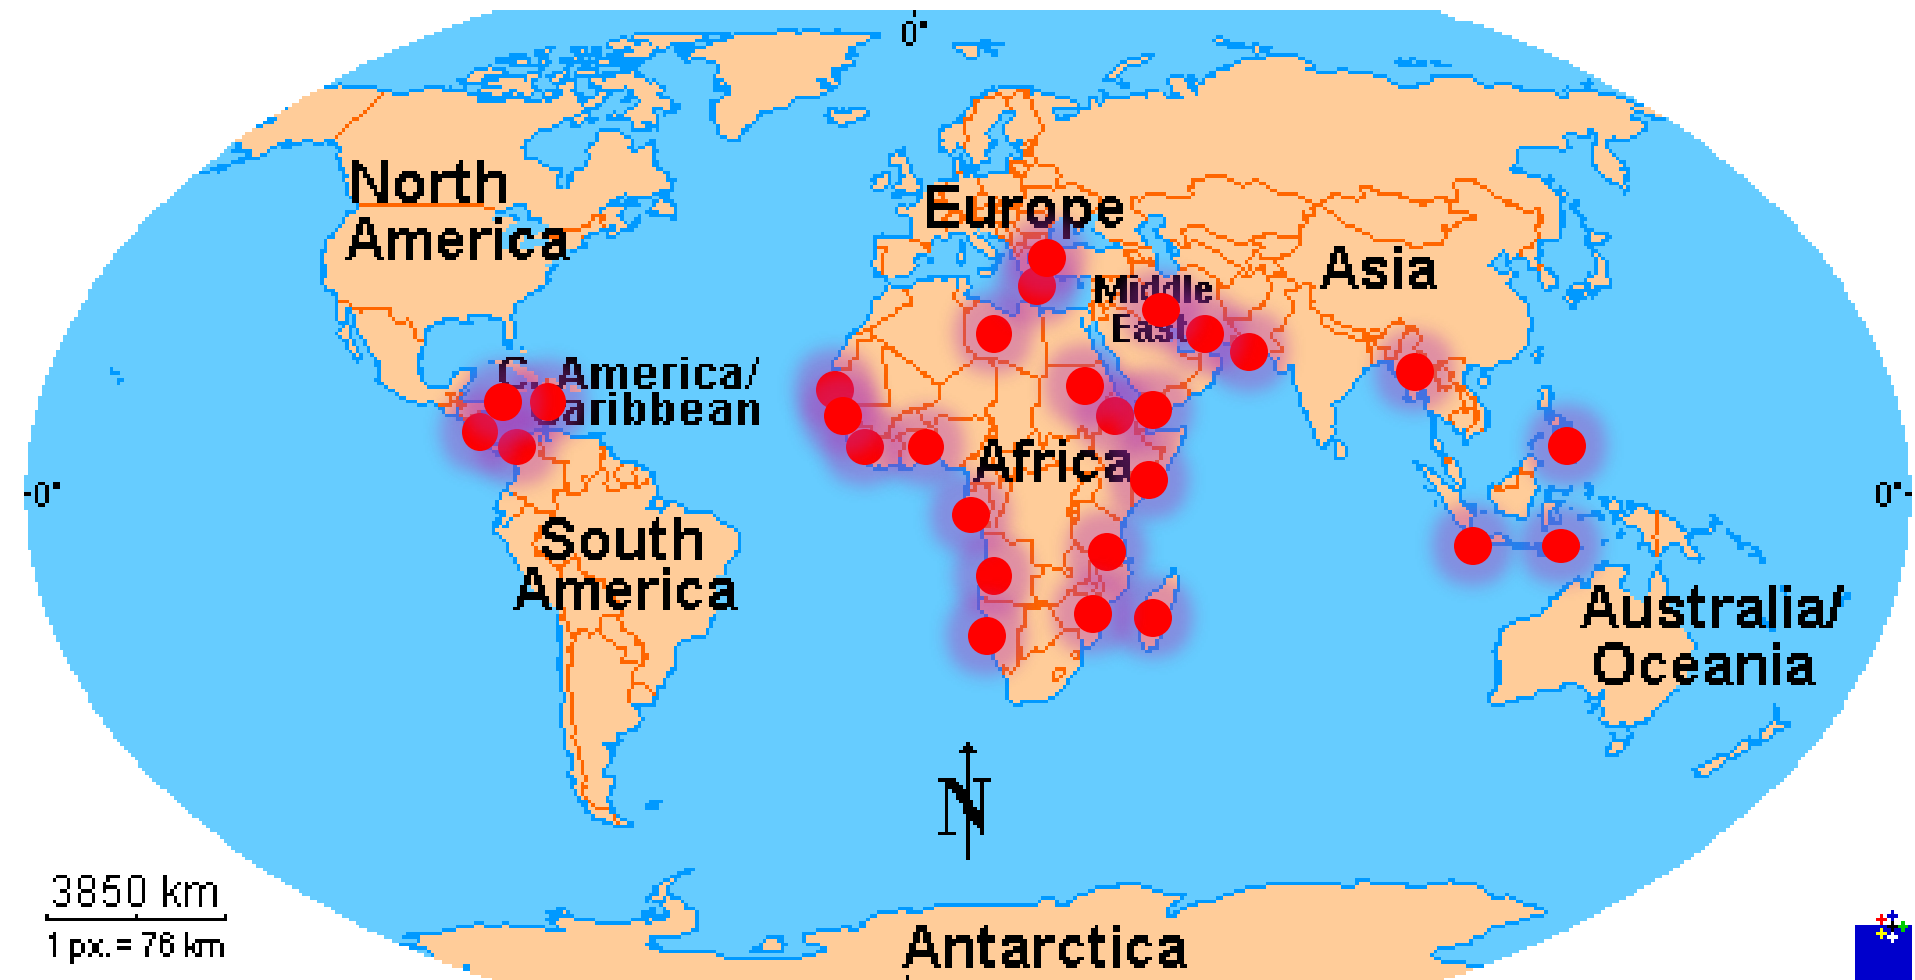 0°
North
America
Europe
Asia
Middle
East
C. America/
Caribbean
Africa
0°
0°
South
America
Australia/
Oceania
N
3850 km
1 px. = 76 km
Antarctica